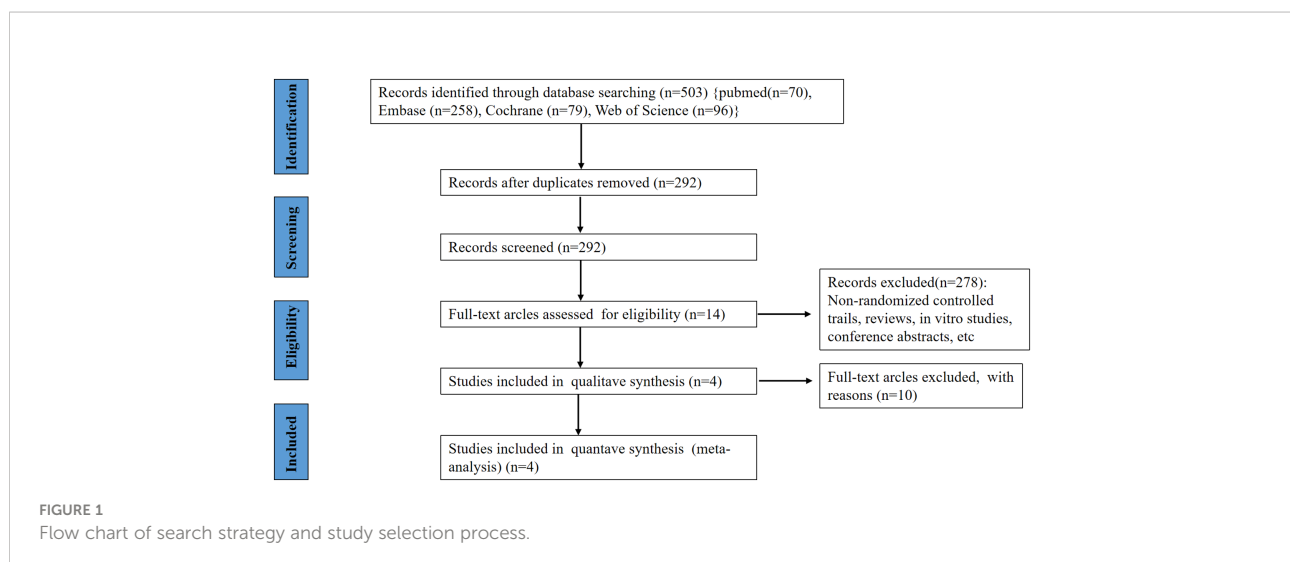 Identification
Records identified through database searching (n=503) {pubmed(n=70),
Embase (n=258), Cochrane (n=79), Web of Science (n=96)}
Records after duplicates removed (n=292)
Screening
Records screened (n=292)
Eligibility
Full-text arcles assessed for eligibility (n=14)
Records excluded(n=278):
Non-randomized controlled
trails, reviews, in vitro studies,
conference abstracts, etc
Studies included in qualitave synthesis (n=4)
Full-text arcles excluded, with
reasons (n=10)
Included
Studies included in quantave synthesis (meta-
analysis) (n=4)
FIGURE 1
Flow chart of search strategy and study selection process.